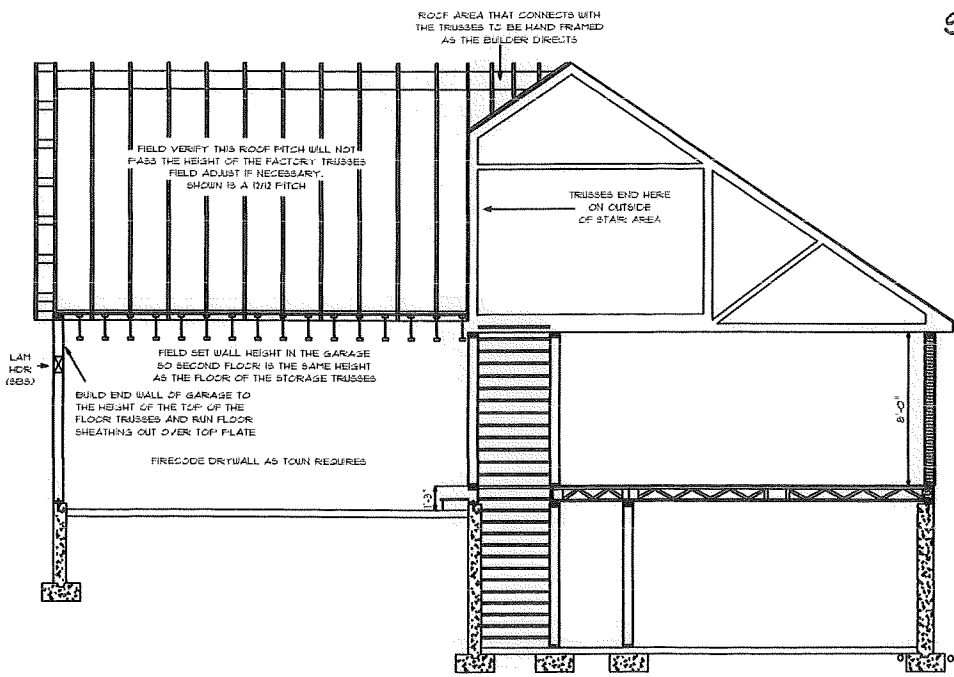 ROOF AREA THAT CONNECTS WITH
THE TRUSSES TO BE HAND FRAMED
AS THE BUILDER DIRECTS
FIELD VERIFY THIS ROOF PITCH WILL NOT
PASS THE HEIGHT OF THE FACTORY TRUSSES
FIELD ADJUST IF NECESSARY.
SHOWN IS A 12/12 PITCH
TRUSSES END HERE
ON OUTSIDE
OF STAIR AREA
LAM
HDR
(SBS)
FIELD SET WALL HEIGHT IN THE GARAGE
SO SECOND FLOOR IS THE SAME HEIGHT
AS THE FLOOR OF THE STORAGE TRUSSES
BUILD END WALL OF GARAGE TO
THE HEIGHT OF THE TOP OF THE
FLOOR TRUSSES AND RUN FLOOR
SHEATHING OUT OVER TOP PLATE
FIRECODE DRYWALL AS TOWN REQUIRES
8'-0"
1'-9"